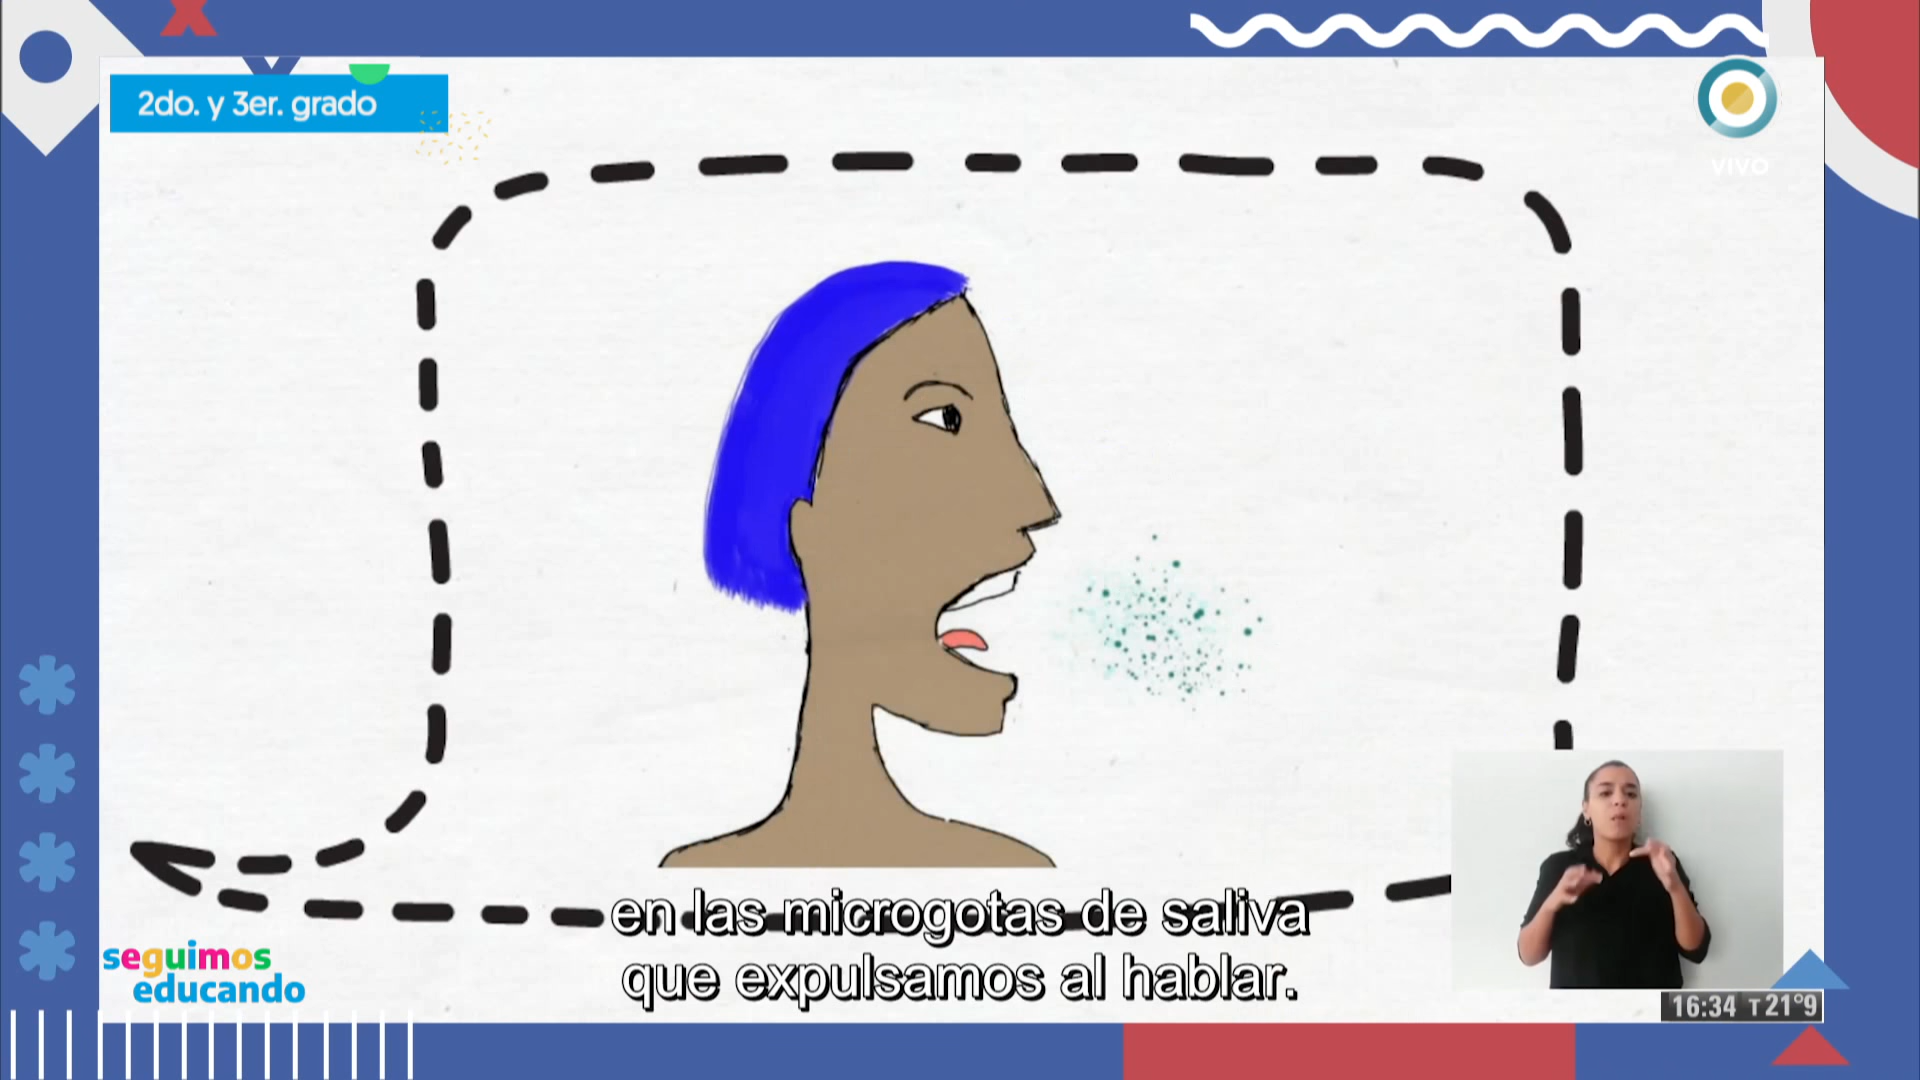 2do. y 3er. grado
VIVO
en las microgotas de saliva
que expulsamos al hablar.
seguimos
educando
16:34 T 21°9